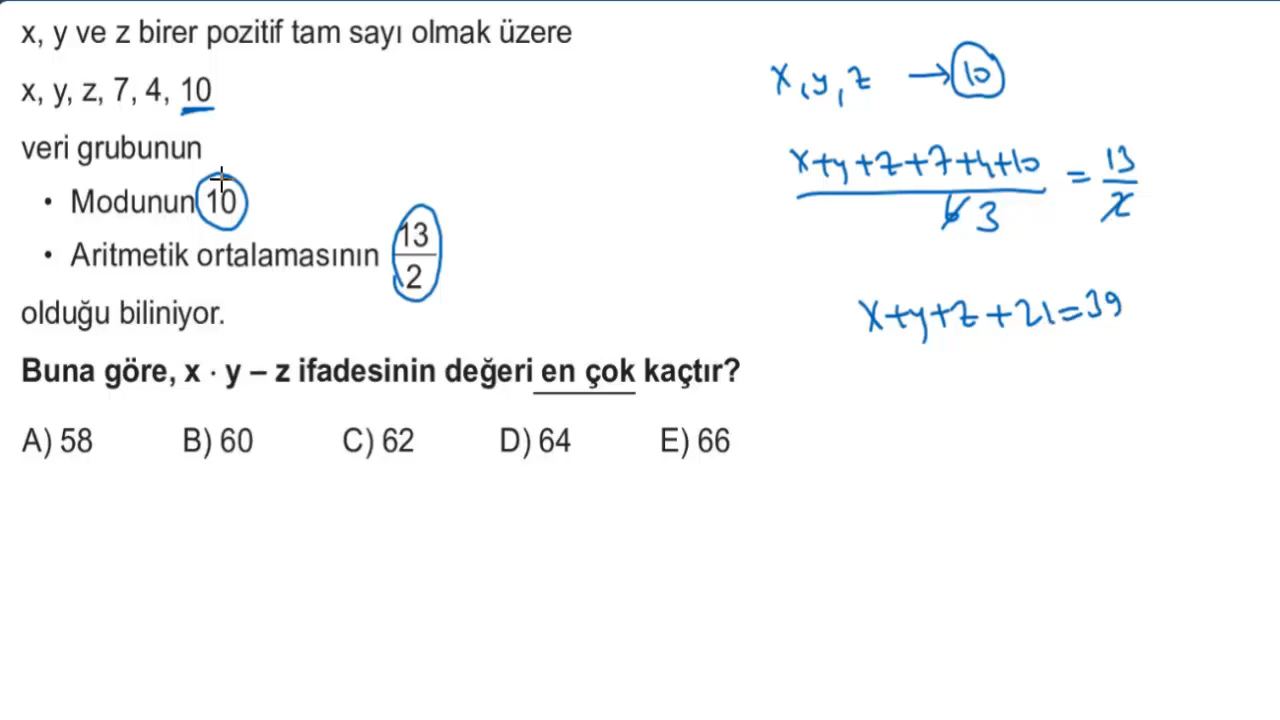 x, y ve z birer pozitif tam sayı olmak üzere
x, y, z, 7, 4, 10
veri grubunun
• Modunun 10
• Aritmetik ortalamasının 13/2
olduğu biliniyor.
Buna göre, x · y – z ifadesinin değeri en çok kaçtır?
A) 58 B) 60 C) 62 D) 64 E) 66
x, y, z → 10
x+y+z+7+4+10 / 6 3 = 13 / 2
x+y+z+21=39